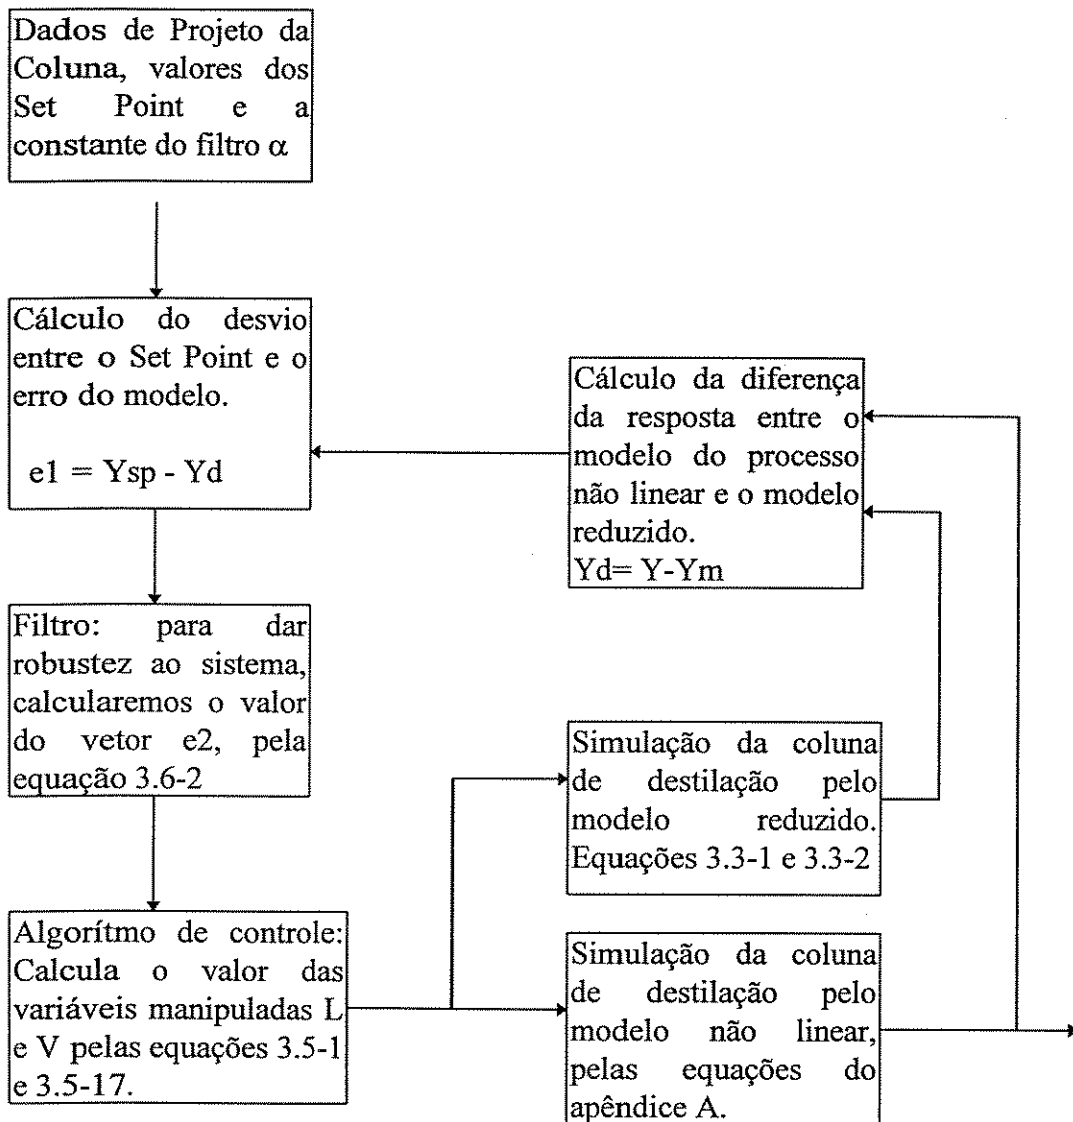 Dados de Projeto da
Coluna, valores dos
Set Point e a
constante do filtro α
Cálculo do desvio
entre o Set Point e o
erro do modelo.
e1 = Ysp - Yd
Cálculo da diferença
da resposta entre o
modelo do processo
não linear e o modelo
reduzido.
Yd= Y-Ym
Filtro: para dar
robustez ao sistema,
calcularemos o valor
do vetor e2, pela
equação 3.6-2
Simulação da coluna
de destilação pelo
modelo reduzido.
Equações 3.3-1 e 3.3-2
Algorítmo de controle:
Calcula o valor das
variáveis manipuladas L
e V pelas equações 3.5-1
e 3.5-17.
Simulação da coluna
de destilação pelo
modelo não linear,
pelas equações do
apêndice A.